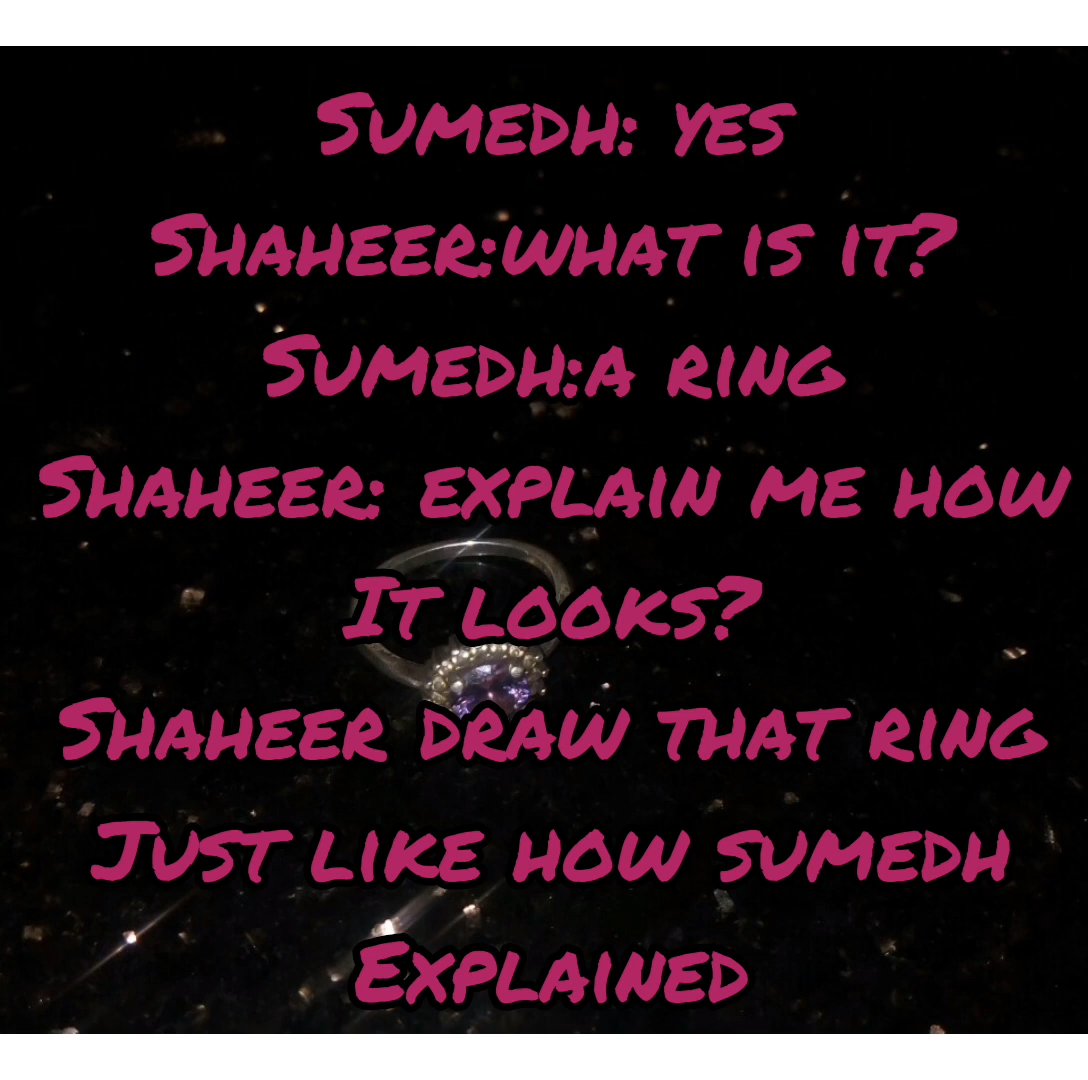 Sumedh: yes
Shaheer:what is it?
Sumedh:a ring
Shaheer: explain me how
It looks?
Shaheer draw that ring
Just like how sumedh
Explained